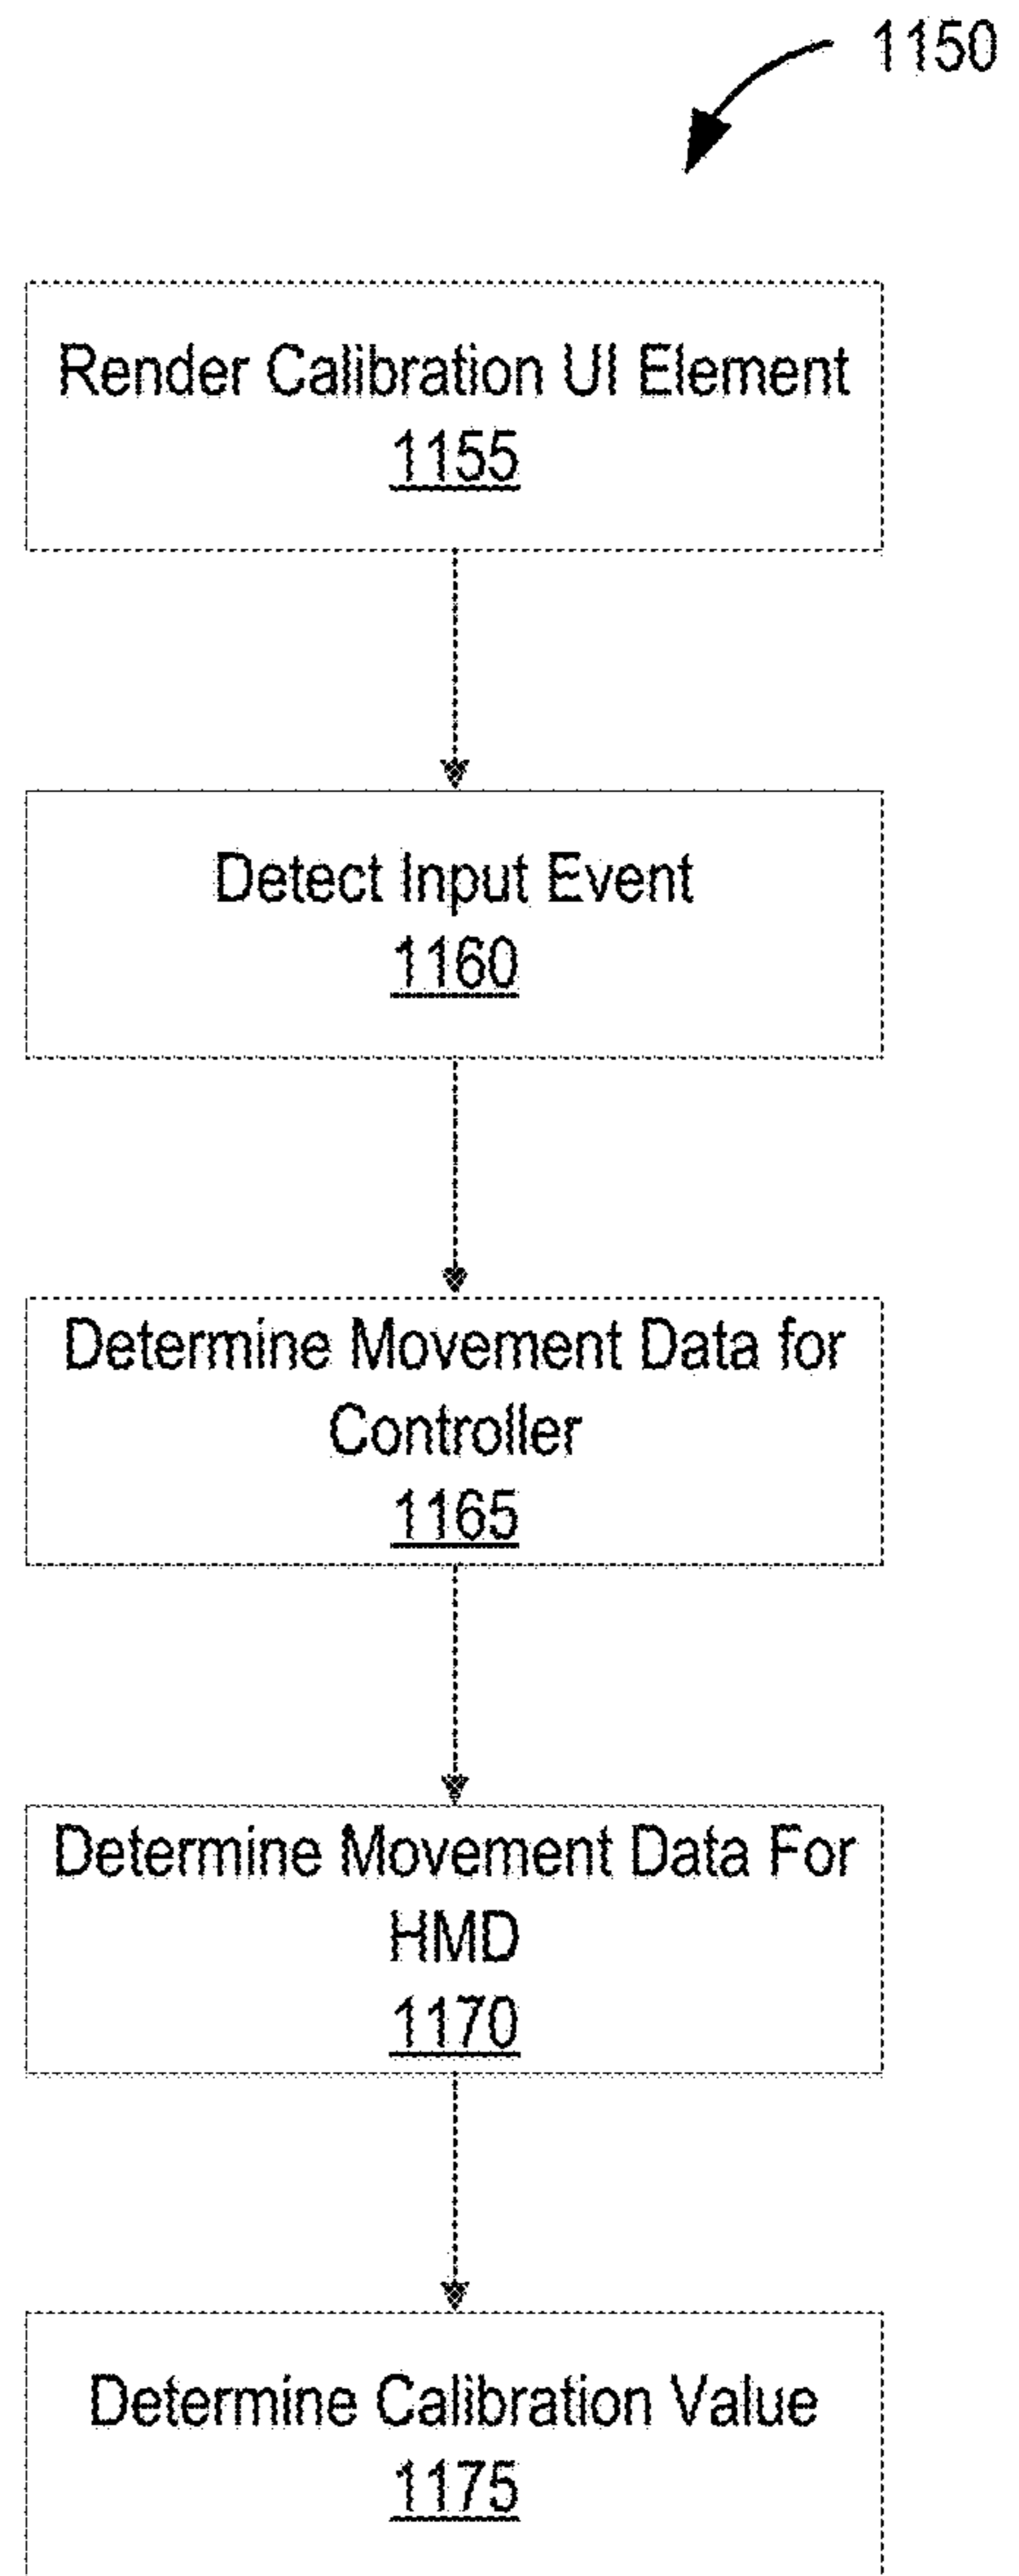 1150
Render Calibration UI Element
1155
Detect Input Event
1160
Determine Movement Data for
Controller
1165
Determine Movement Data For
HMD
1170
Determine Calibration Value
1175